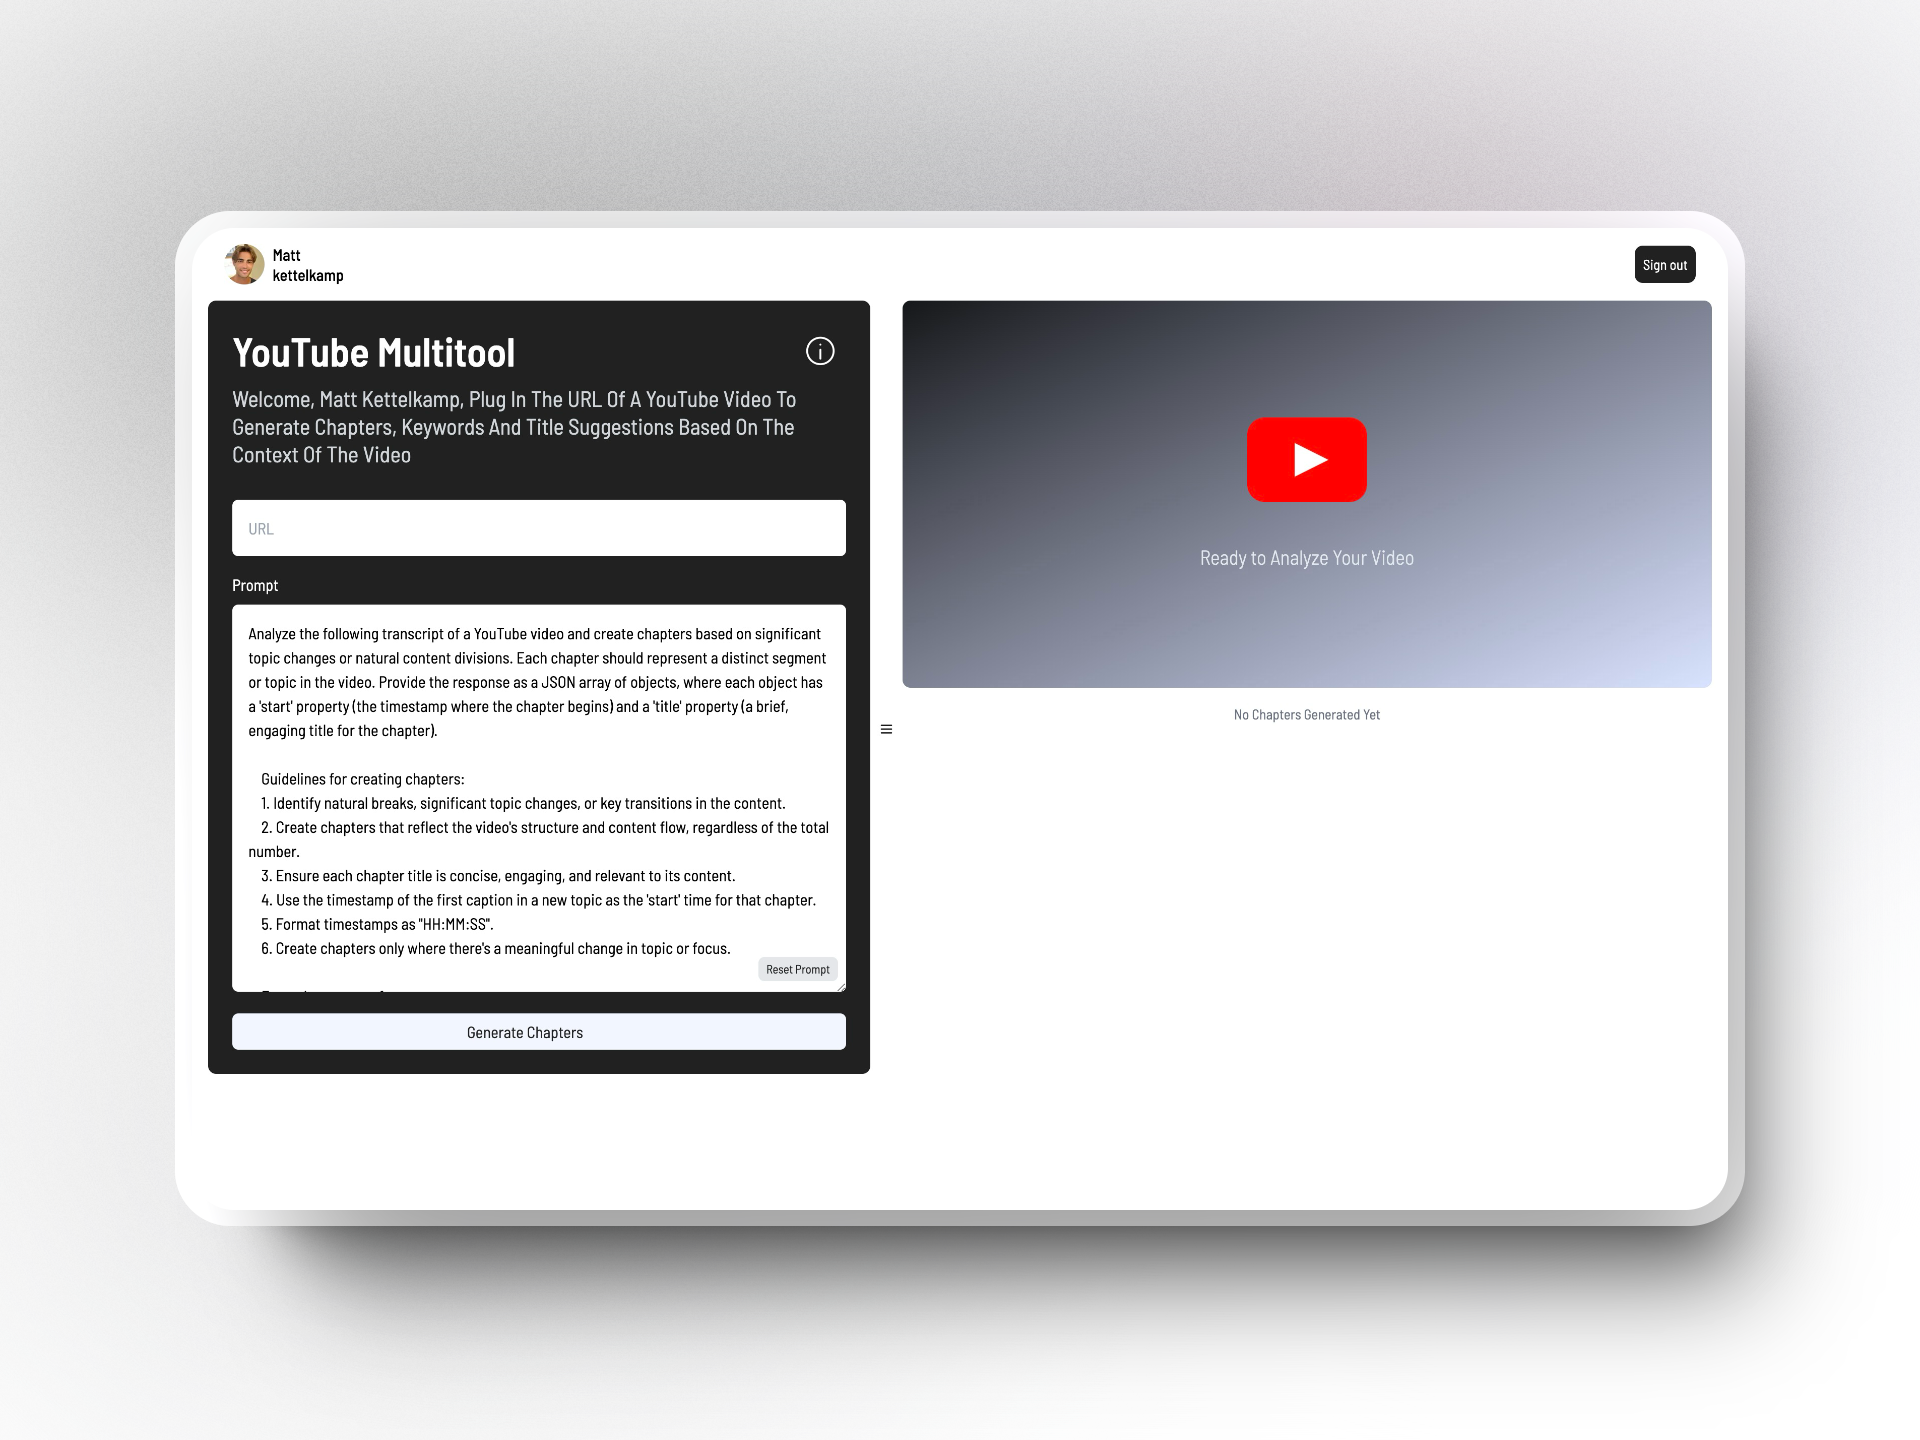 Matt
kettelkamp
Sign out
YouTube Multitool
Welcome, Matt Kettelkamp, Plug In The URL Of A YouTube Video To
Generate Chapters, Keywords And Title Suggestions Based On The
Context Of The Video
URL
Prompt
Analyze the following transcript of a YouTube video and create chapters based on significant
topic changes or natural content divisions. Each chapter should represent a distinct segment
or topic in the video. Provide the response as a JSON array of objects, where each object has
a 'start' property (the timestamp where the chapter begins) and a 'title' property (a brief,
engaging title for the chapter).
Guidelines for creating chapters:
1. Identify natural breaks, significant topic changes, or key transitions in the content.
2. Create chapters that reflect the video's structure and content flow, regardless of the total
number.
3. Ensure each chapter title is concise, engaging, and relevant to its content.
4. Use the timestamp of the first caption in a new topic as the 'start' time for that chapter.
5. Format timestamps as "HH:MM:SS".
6. Create chapters only where there's a meaningful change in topic or focus.
Reset Prompt
Generate Chapters
Ready to Analyze Your Video
No Chapters Generated Yet